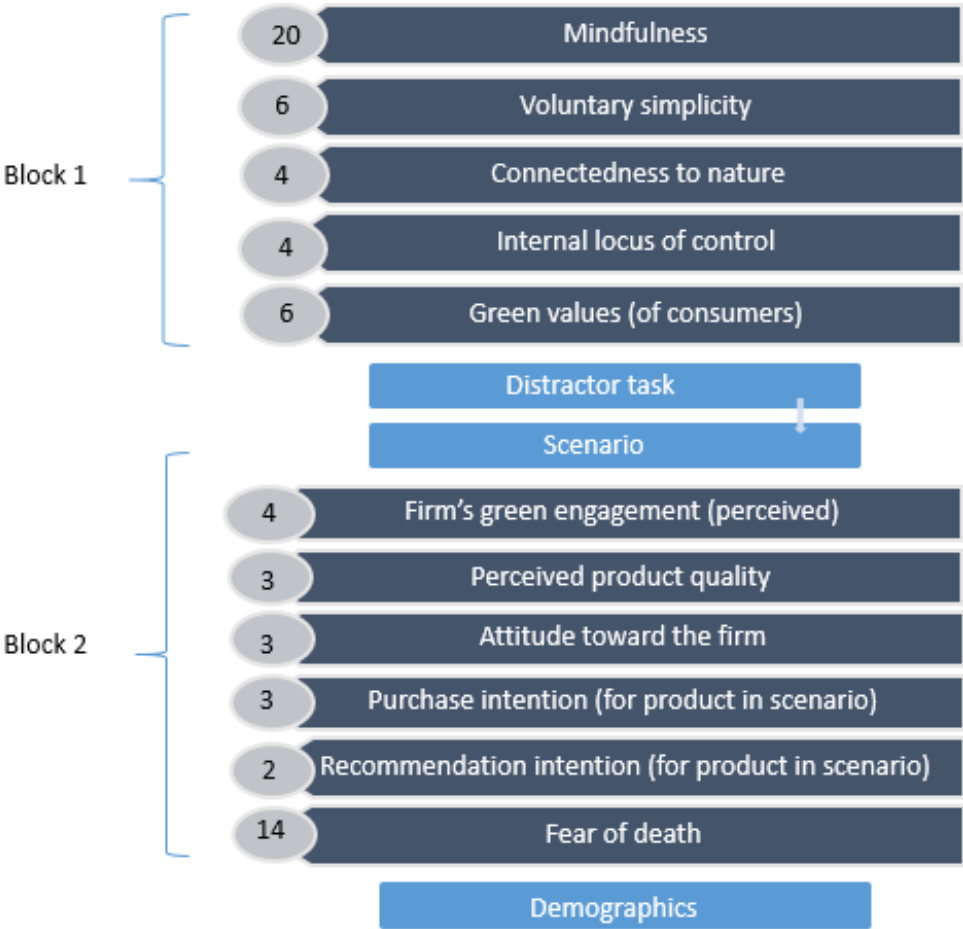 20 Mindfulness
6 Voluntary simplicity
Block 1
4 Connectedness to nature
4 Internal locus of control
6 Green values (of consumers)
Distractor task
Scenario
4 Firm's green engagement (perceived)
3 Perceived product quality
Block 2
3 Attitude toward the firm
3 Purchase intention (for product in scenario)
2 Recommendation intention (for product in scenario)
14 Fear of death
Demographics